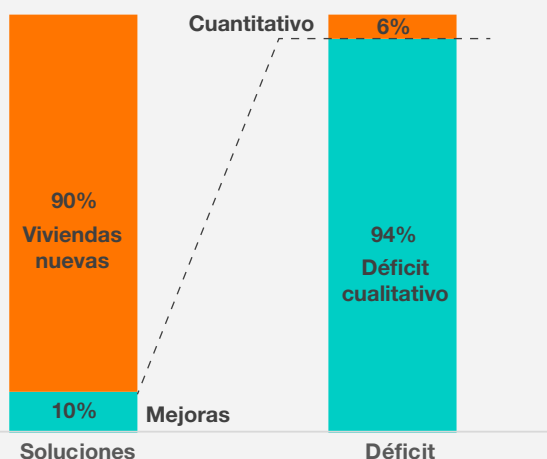 Cuantitativo
6%
90%
Viviendas
nuevas
94%
Déficit
cualitativo
10%
Mejoras
Soluciones
Déficit